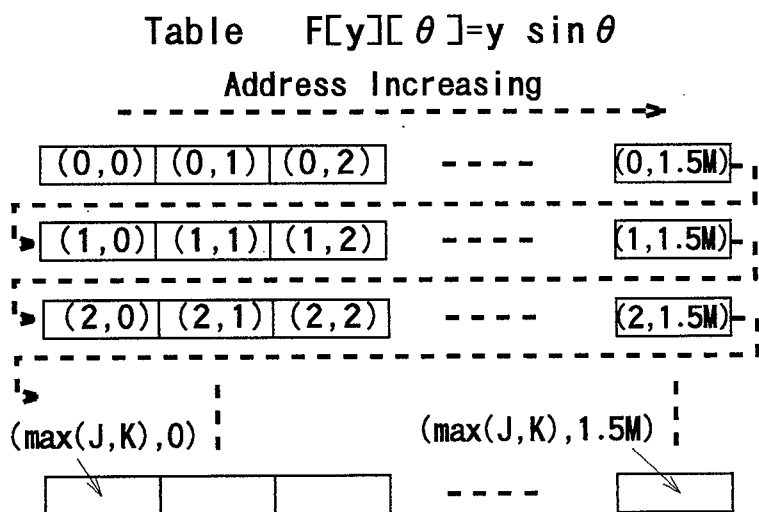 Table F[y][θ]=y sinθ
Address Increasing
(0,0) (0,1) (0,2) ---- (0,1.5M)
(1,0) (1,1) (1,2) ---- (1,1.5M)
(2,0) (2,1) (2,2) ---- (2,1.5M)
(max(J,K),0) (max(J,K),1.5M)
----